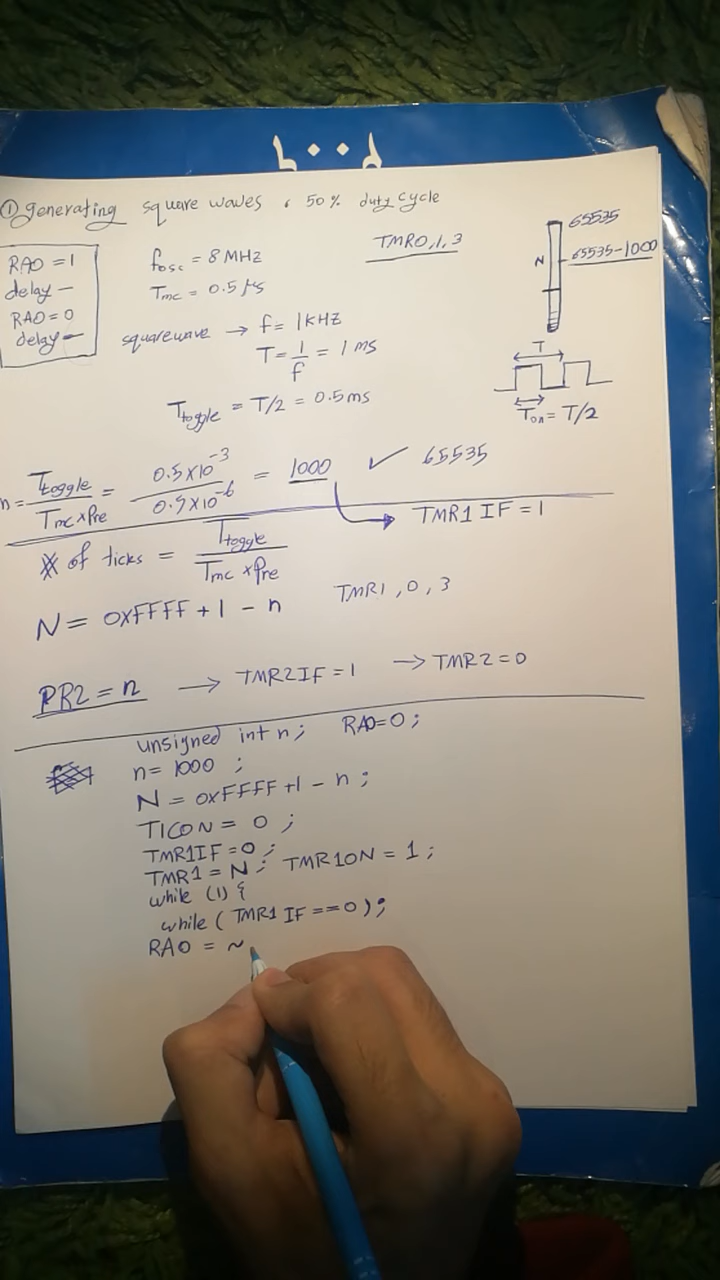 ① generating square waves , 50% duty cycle
RA0 = 1
delay —
RA0 = 0
delay —
fosc = 8 MHz
Tmc = 0.5 μs
TMR0,1,3
65535
N
65535-1000
squarewave → f = 1 KHz
T = 1/f = 1 ms
Ttoggle = T/2 = 0.5 ms
T
Ton = T/2
n = Ttoggle / Tmc × Pre = 0.5×10^-3 / 0.5×10^-6 = 1000 ✓ 65535
→ TMR1IF = 1
# of ticks = Ttoggle / Tmc × Pre
N = 0xFFFF + 1 - n TMR1, 0, 3
PR2 = n → TMR2IF = 1 → TMR2 = 0
unsigned int n; RA0=0;
n = 1000 ;
N = 0xFFFF +1 - n ;
T1CON = 0 ;
TMR1IF = 0 ;
TMR1 = N ; TMR1ON = 1 ;
while (1) {
while ( TMR1IF ==0 ) ;
RA0 = ~